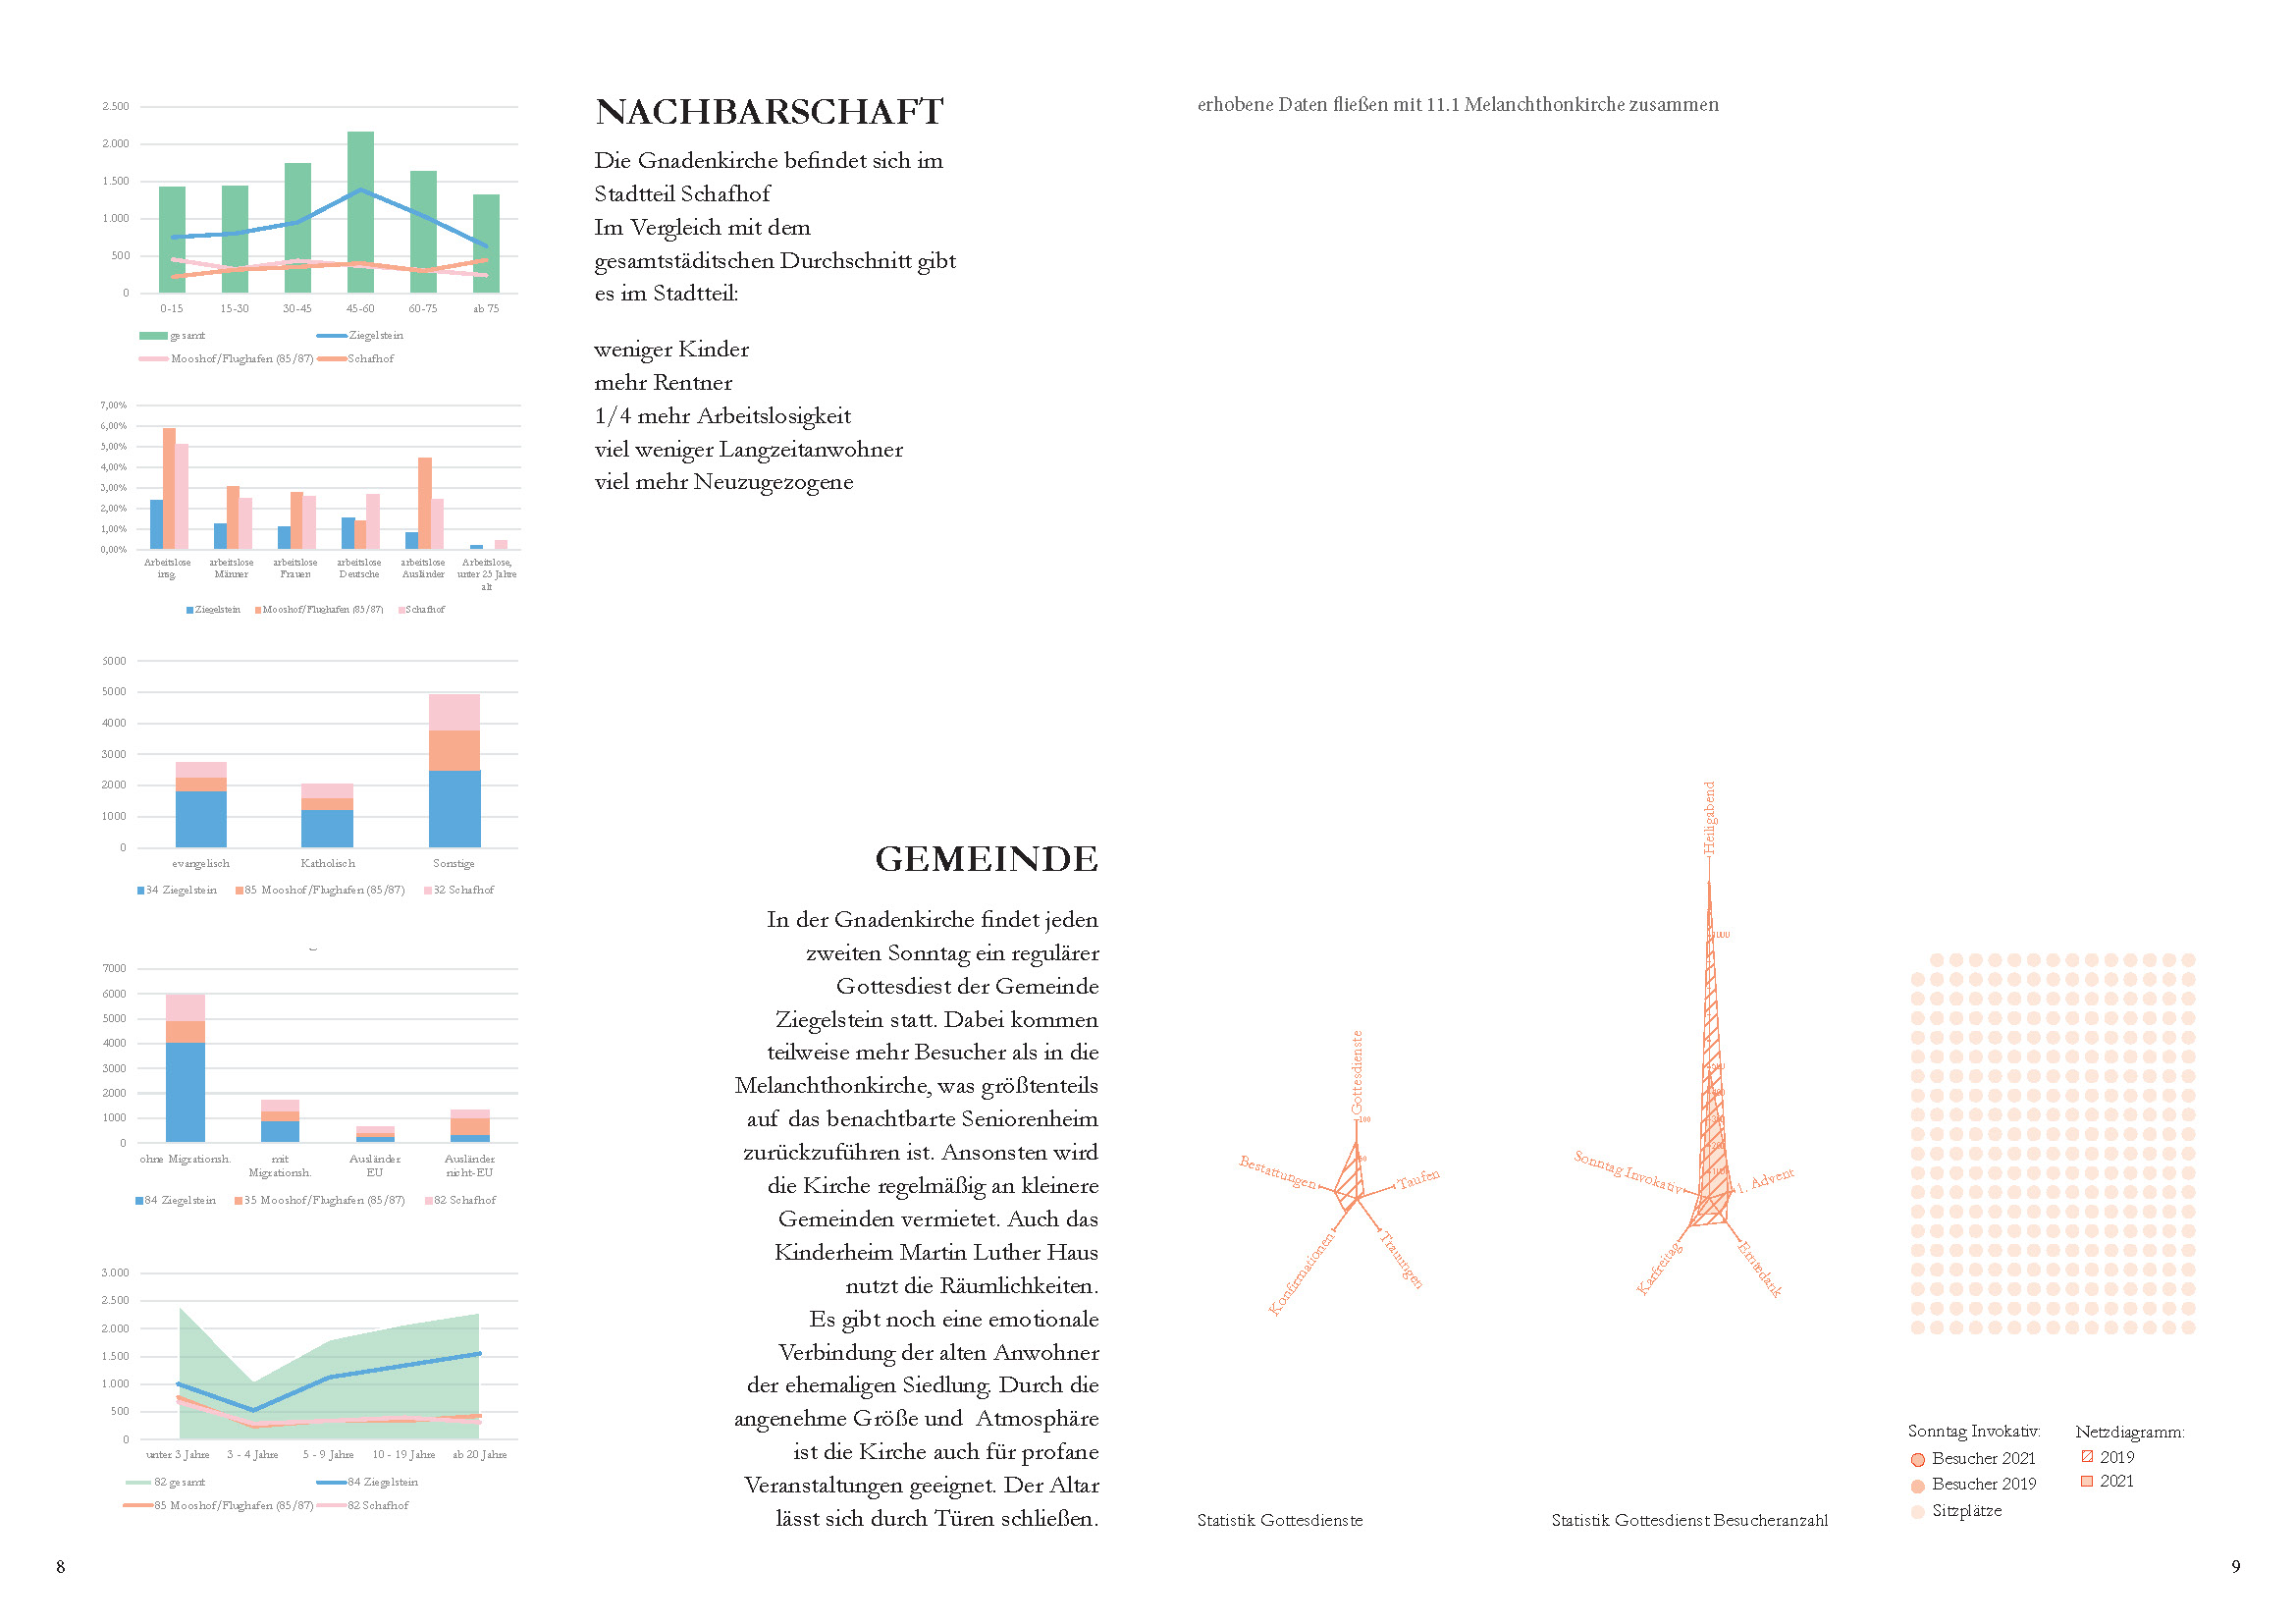 2.500
2.000
1.500
1.000
500
0
0-15 15-30 30-45 45-60 60-75 ab 75
gesamt Ziegelstein
Mooshof/Flughafen (85/87) Schafhof
7,00%
6,00%
5,00%
4,00%
3,00%
2,00%
1,00%
0,00%
Arbeitslose arbeitslose arbeitslose arbeitslose arbeitslose Arbeitslose,
insg. Männer Frauen Deutsche Ausländer unter 25 Jahre
alt
Ziegelstein Mooshof/Flughafen (85/87) Schafhof
6000
5000
4000
3000
2000
1000
0
evangelisch Katholisch Sonstige
84 Ziegelstein 85 Mooshof/Flughafen (85/87) 82 Schafhof
7000
6000
5000
4000
3000
2000
1000
0
ohne Migrationsh. mit Ausländer Ausländer
Migrationsh. EU nicht-EU
84 Ziegelstein 85 Mooshof/Flughafen (85/87) 82 Schafhof
3.000
2.500
2.000
1.500
1.000
500
0
unter 3 Jahre 3 - 4 Jahre 5 - 9 Jahre 10 - 19 Jahre ab 20 Jahre
82 gesamt 84 Ziegelstein
85 Mooshof/Flughafen (85/87) 82 Schafhof
8
NACHBARSCHAFT
Die Gnadenkirche befindet sich im
Stadtteil Schafhof
Im Vergleich mit dem
gesamtstäditschen Durchschnitt gibt
es im Stadtteil:
weniger Kinder
mehr Rentner
1/4 mehr Arbeitslosigkeit
viel weniger Langzeitanwohner
viel mehr Neuzugezogene
GEMEINDE
In der Gnadenkirche findet jeden
zweiten Sonntag ein regulärer
Gottesdiest der Gemeinde
Ziegelstein statt. Dabei kommen
teilweise mehr Besucher als in die
Melanchthonkirche, was größtenteils
auf das benachtbarte Seniorenheim
zurückzuführen ist. Ansonsten wird
die Kirche regelmäßig an kleinere
Gemeinden vermietet. Auch das
Kinderheim Martin Luther Haus
nutzt die Räumlichkeiten.
Es gibt noch eine emotionale
Verbindung der alten Anwohner
der ehemaligen Siedlung. Durch die
angenehme Größe und Atmosphäre
ist die Kirche auch für profane
Veranstaltungen geeignet. Der Altar
lässt sich durch Türen schließen.
erhobene Daten fließen mit 11.1 Melanchthonkirche zusammen
Gottesdienste
100
50
Bestattungen
Taufen
Konfirmationen
Trauungen
Statistik Gottesdienste
Heiligabend
1000
500
400
300
200
100
Sonntag Invokativ
1. Advent
Karfreitag
Erntedank
Statistik Gottesdienst Besucheranzahl
Sonntag Invokativ:
Besucher 2021
Besucher 2019
Sitzplätze
Netzdiagramm:
2019
2021
9